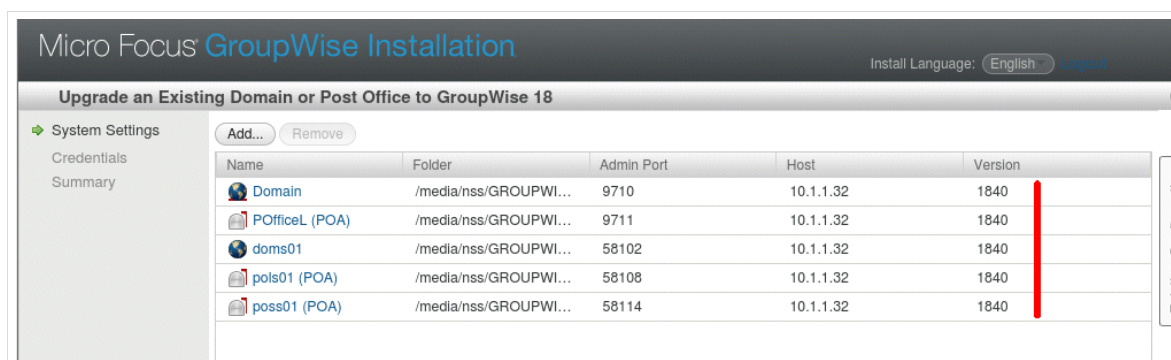 Micro Focus GroupWise Installation
Install Language: English
Upgrade an Existing Domain or Post Office to GroupWise 18
System Settings
Credentials
Summary
Add... Remove
Name Folder Admin Port Host Version
Domain /media/nss/GROUPWI... 9710 10.1.1.32 1840
POfficeL (POA) /media/nss/GROUPWI... 9711 10.1.1.32 1840
doms01 /media/nss/GROUPWI... 58102 10.1.1.32 1840
pols01 (POA) /media/nss/GROUPWI... 58108 10.1.1.32 1840
poss01 (POA) /media/nss/GROUPWI... 58114 10.1.1.32 1840